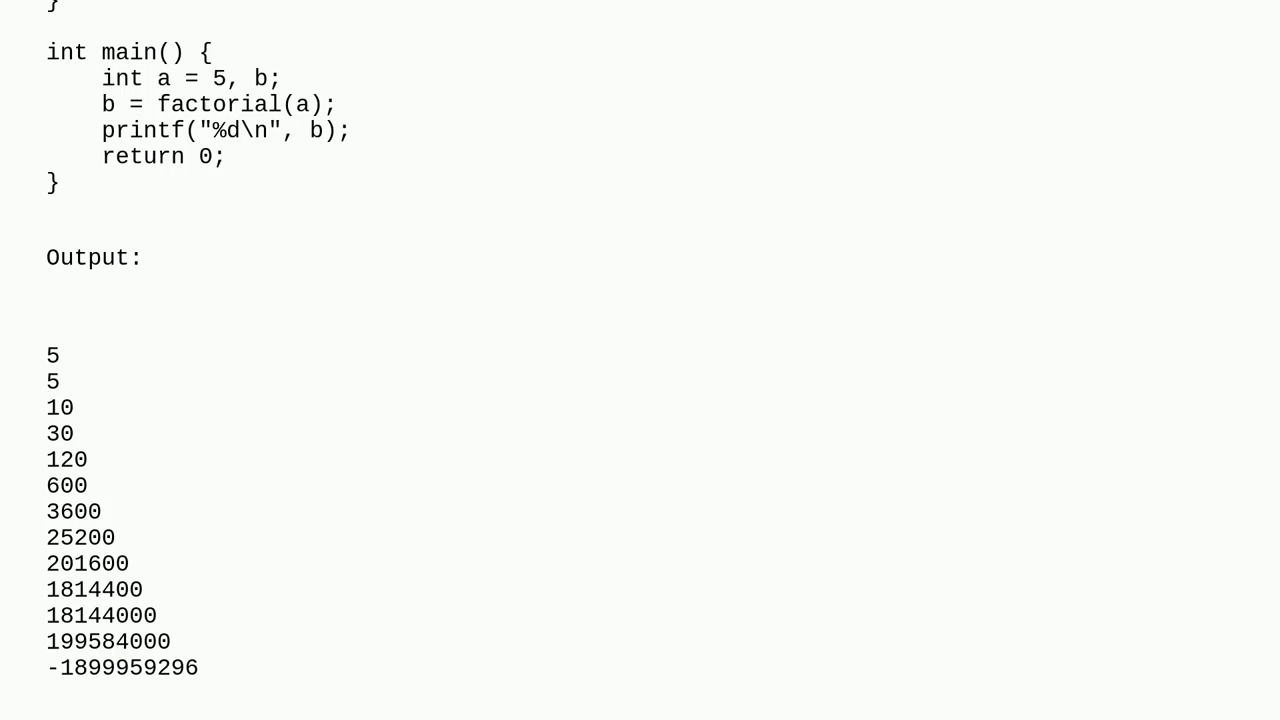 }
int main() {
    int a = 5, b;
    b = factorial(a);
    printf("%d\n", b);
    return 0;
}
Output:
5
5
10
30
120
600
3600
25200
201600
1814400
18144000
199584000
-1899959296